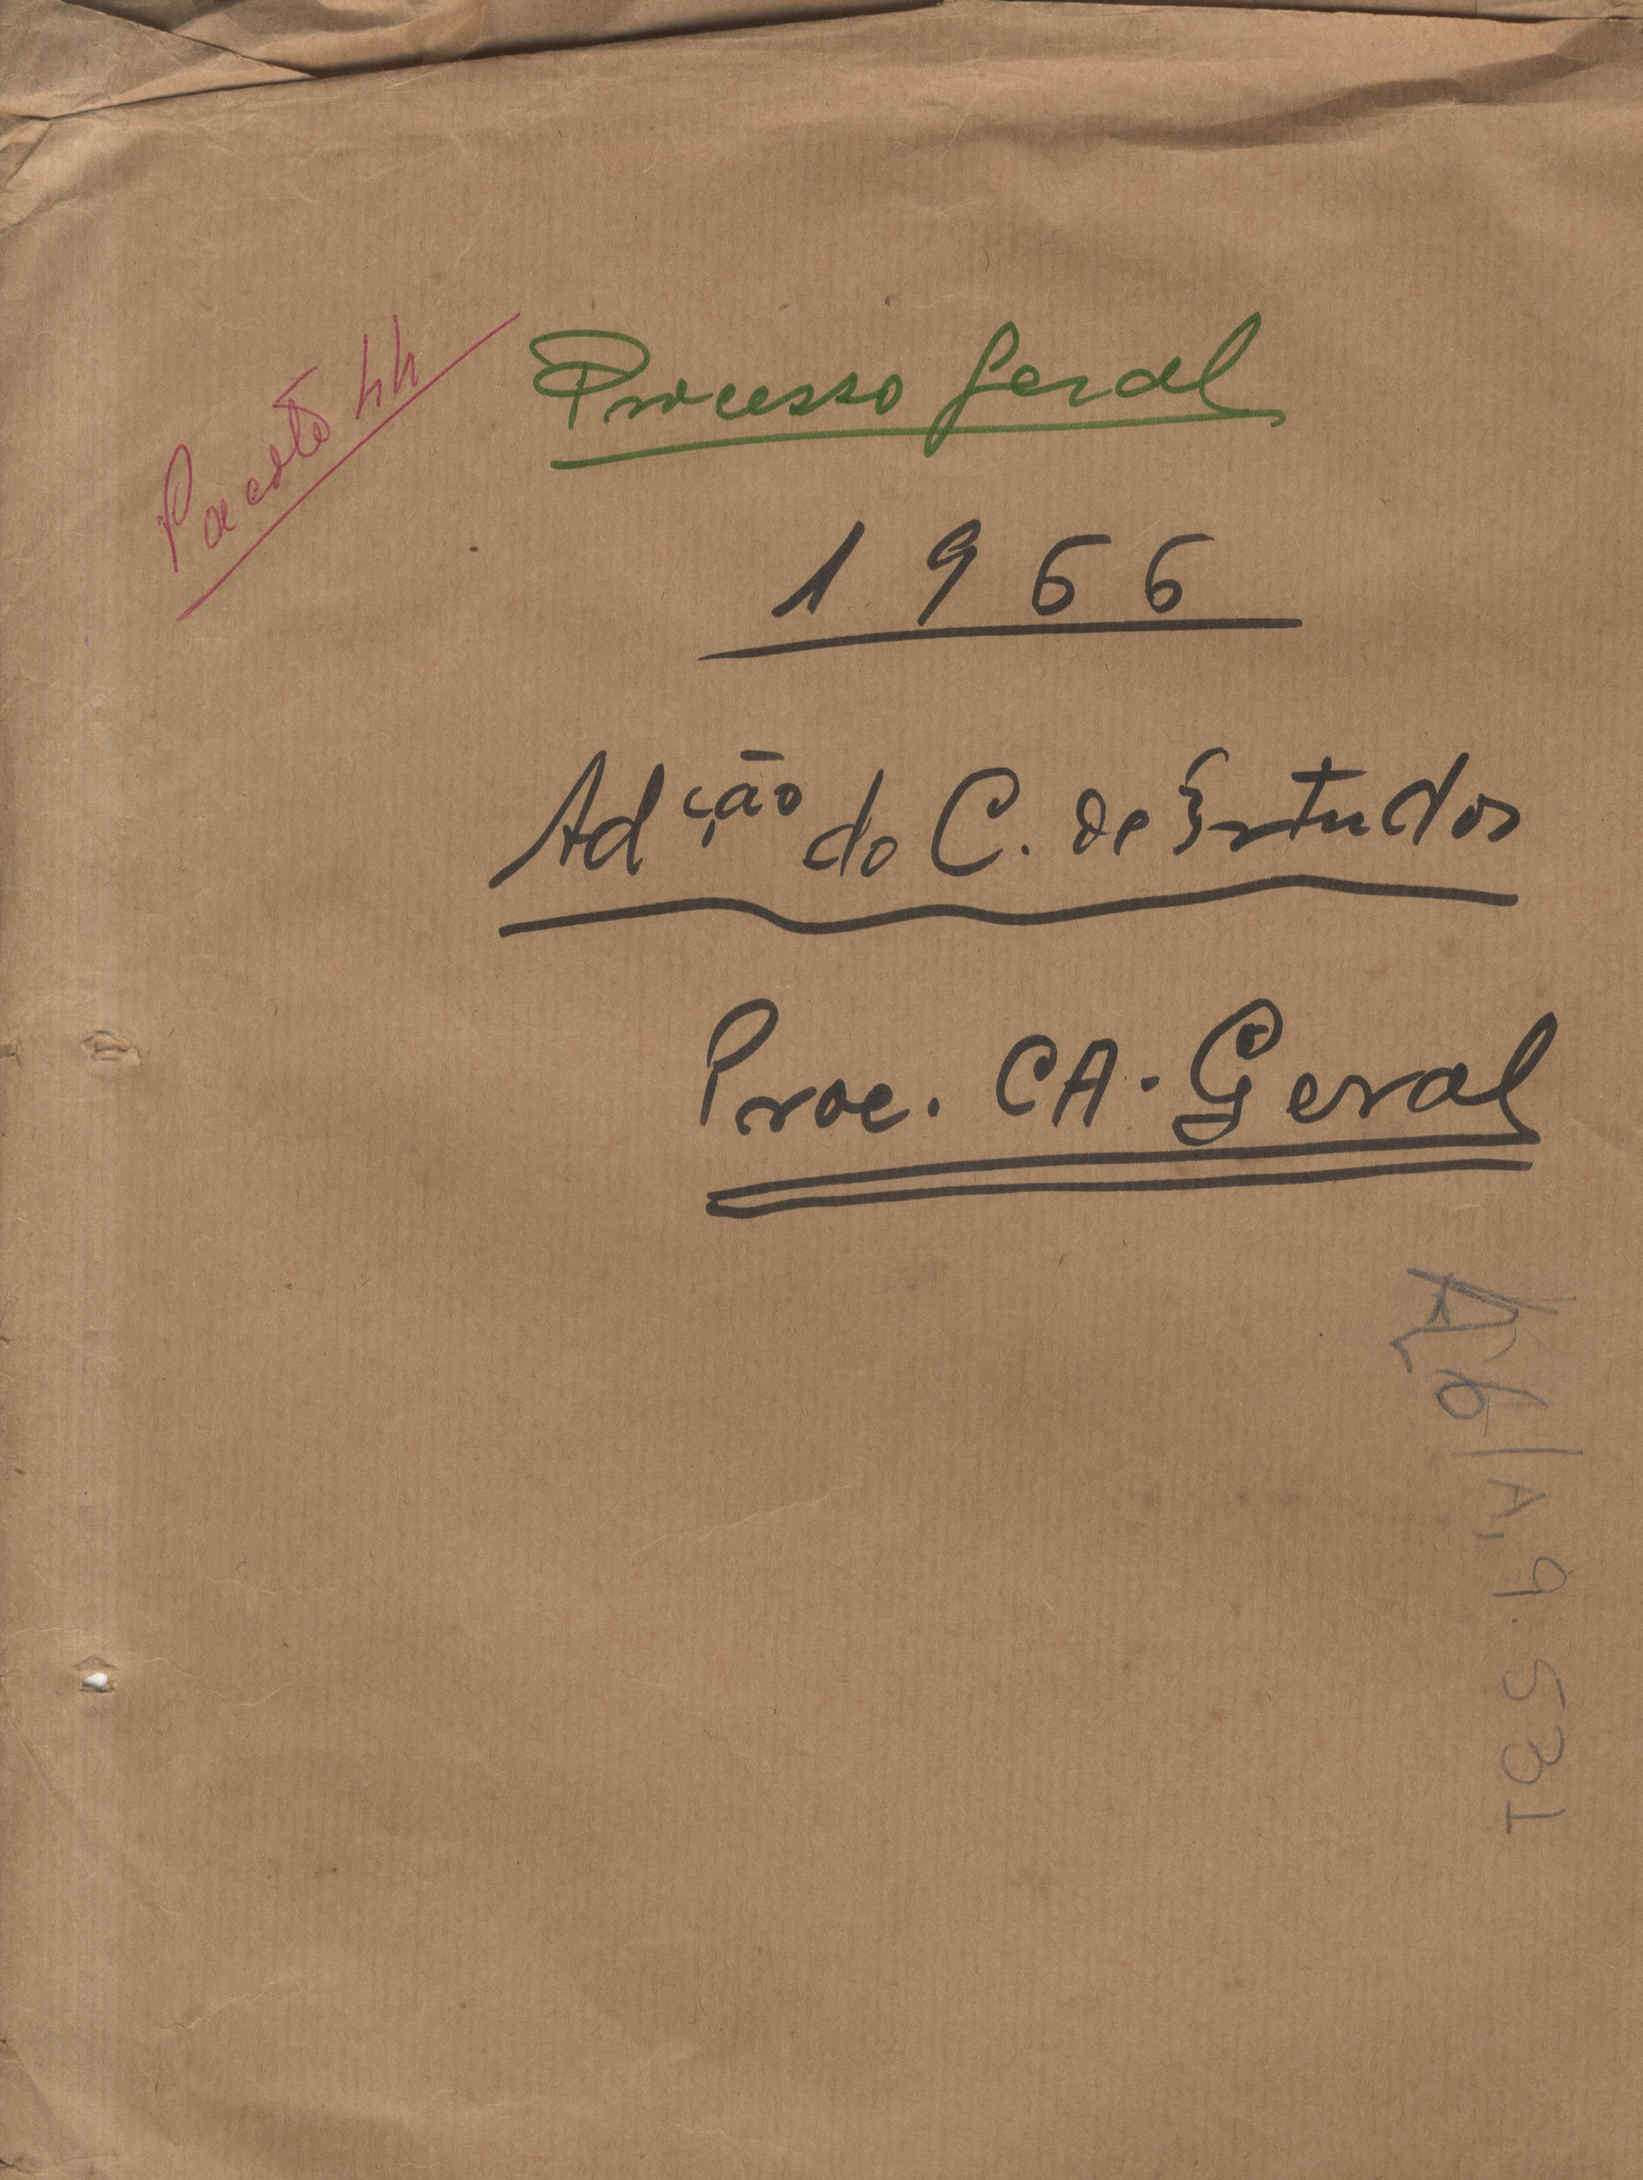 Pacote 44
Processo Geral
1966
Adção do C. de Estudos
Proc. CA. Geral
A6/A,9.531